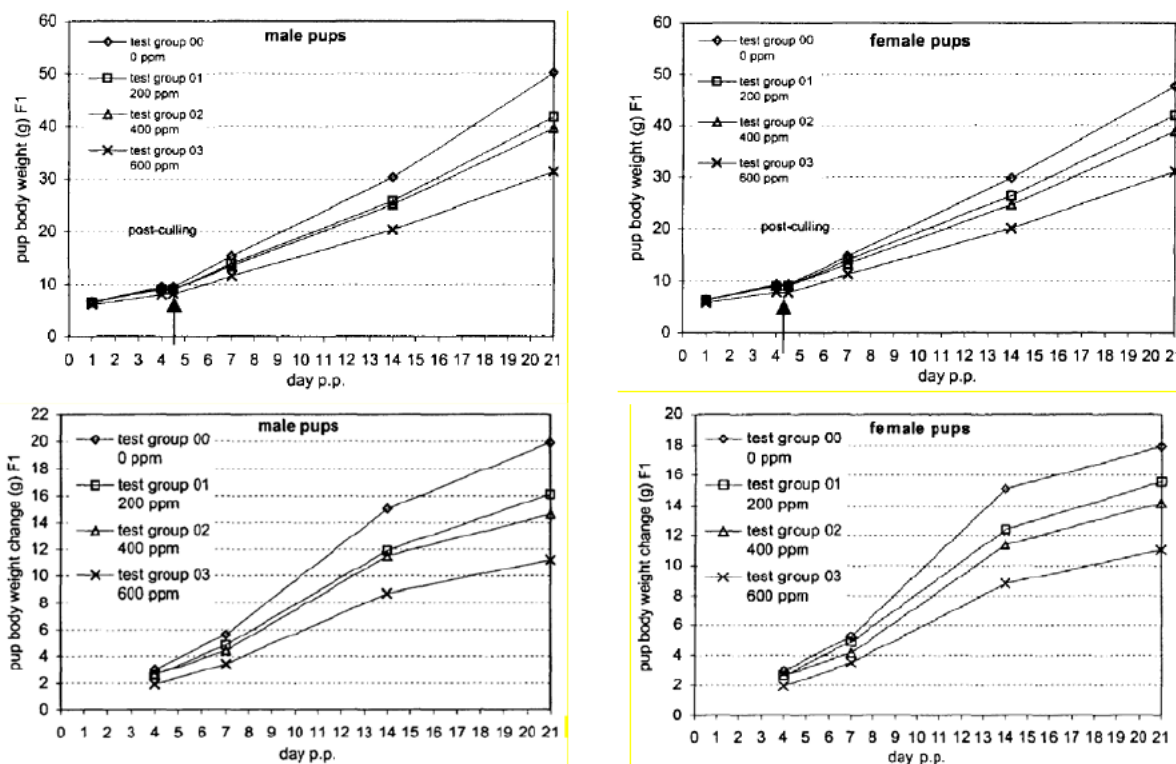 male pups
pup body weight (g) F1
60
50
40
30
20
10
0
test group 00
0 ppm
test group 01
200 ppm
test group 02
400 ppm
test group 03
600 ppm
post-culling
0 1 2 3 4 5 6 7 8 9 10 11 12 13 14 15 16 17 18 19 20 21
day p.p.
female pups
pup body weight (g) F1
60
50
40
30
20
10
0
test group 00
0 ppm
test group 01
200 ppm
test group 02
400 ppm
test group 03
600 ppm
post-culling
0 1 2 3 4 5 6 7 8 9 10 11 12 13 14 15 16 17 18 19 20 21
day p.p.
male pups
pup body weight change (g) F1
22
20
18
16
14
12
10
8
6
4
2
0
test group 00
0 ppm
test group 01
200 ppm
test group 02
400 ppm
test group 03
600 ppm
0 1 2 3 4 5 6 7 8 9 10 11 12 13 14 15 16 17 18 19 20 21
day p.p.
female pups
pup body weight change (g) F1
20
18
16
14
12
10
8
6
4
2
0
test group 00
0 ppm
test group 01
200 ppm
test group 02
400 ppm
test group 03
600 ppm
0 1 2 3 4 5 6 7 8 9 10 11 12 13 14 15 16 17 18 19 20 21
day p.p.